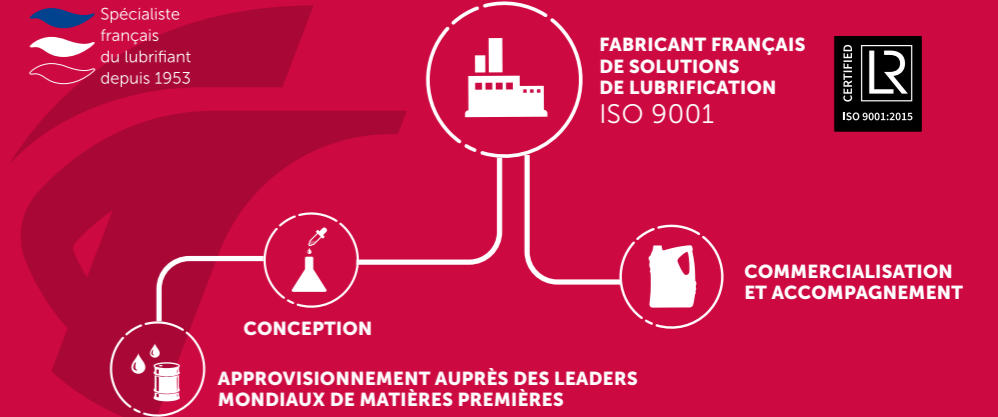 Spécialiste
français
du lubrifiant
depuis 1953
FABRICANT FRANÇAIS
DE SOLUTIONS
DE LUBRIFICATION
ISO 9001
CERTIFIED
LR
ISO 9001:2015
CONCEPTION
COMMERCIALISATION
ET ACCOMPAGNEMENT
APPROVISIONNEMENT AUPRÈS DES LEADERS
MONDIAUX DE MATIÈRES PREMIÈRES